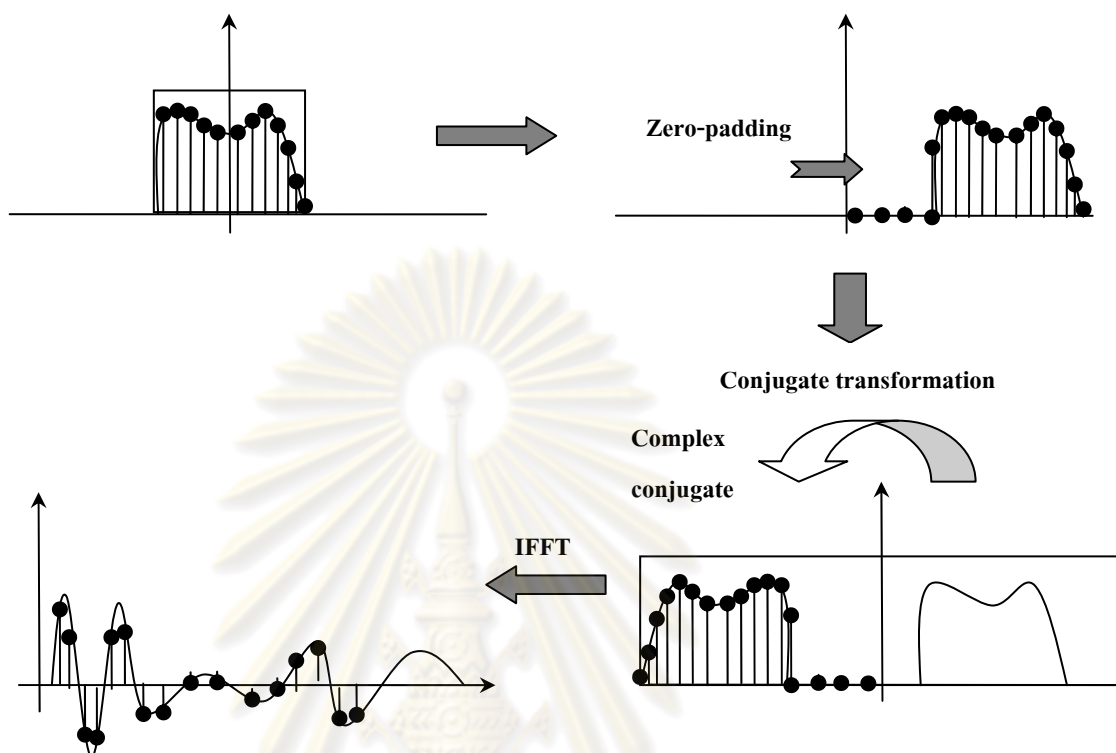 Zero-padding
Conjugate transformation
Complex
conjugate
IFFT